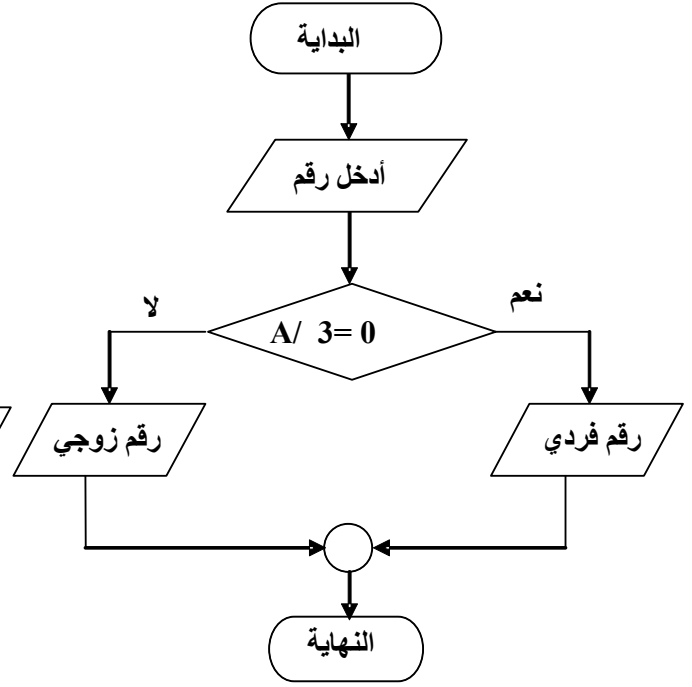 البداية
أدخل رقم
نعم
لا
A/ 3= 0
رقم فردي
رقم زوجي
النهاية